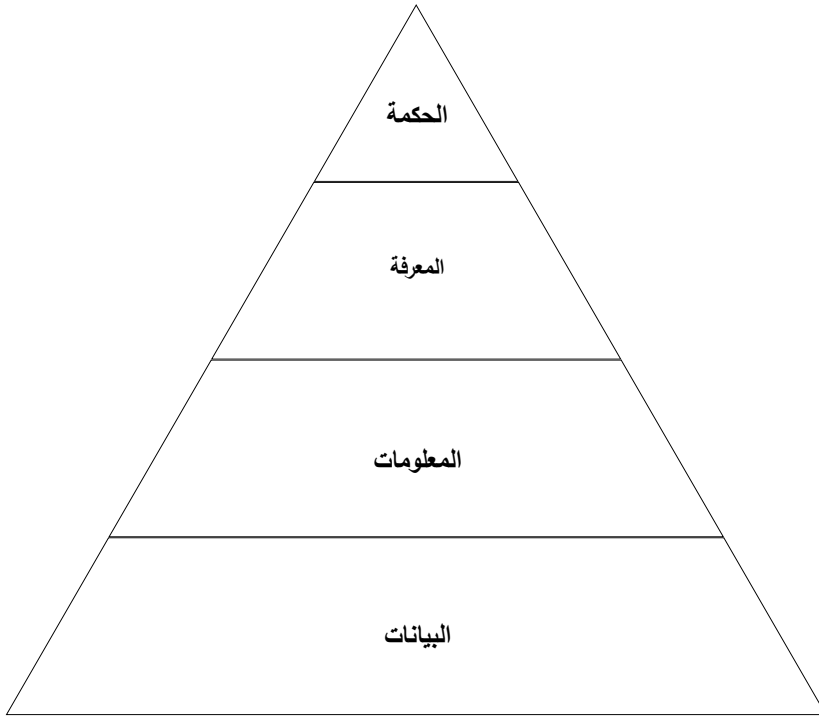 الحكمة
المعرفة
المعلومات
البيانات